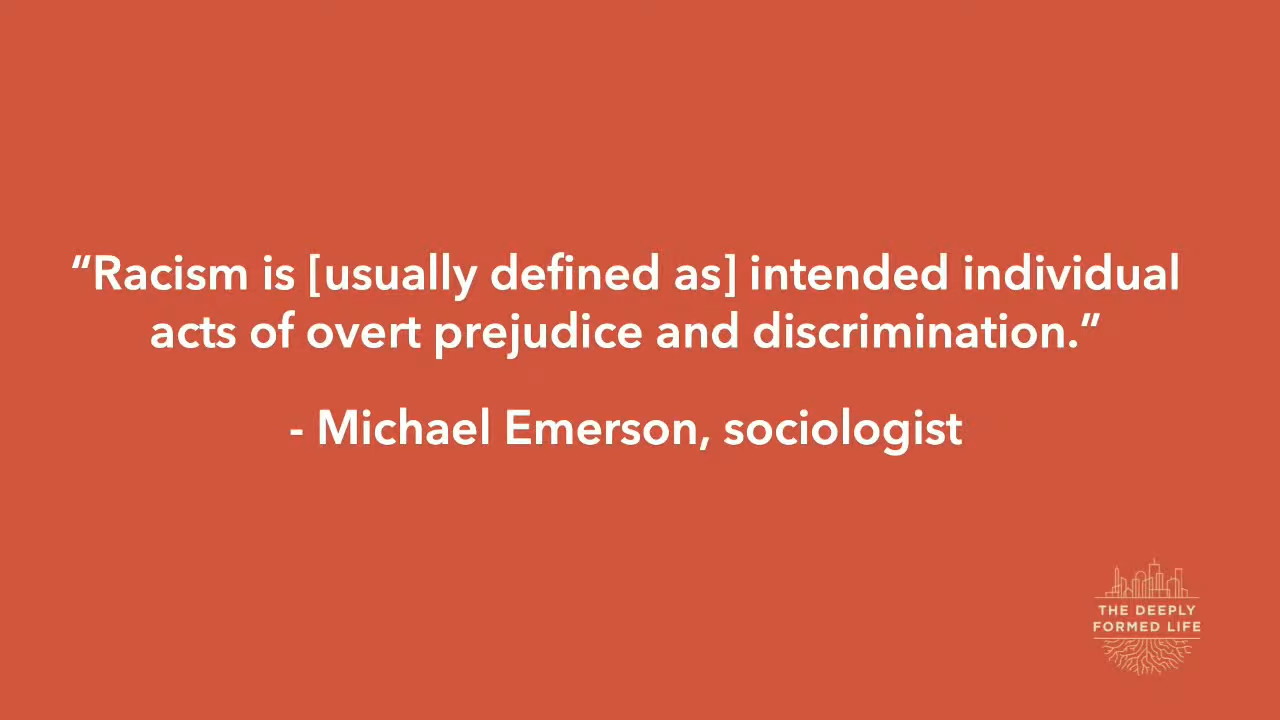 “Racism is [usually defined as] intended individual
acts of overt prejudice and discrimination.”
- Michael Emerson, sociologist
THE DEEPLY
FORMED LIFE